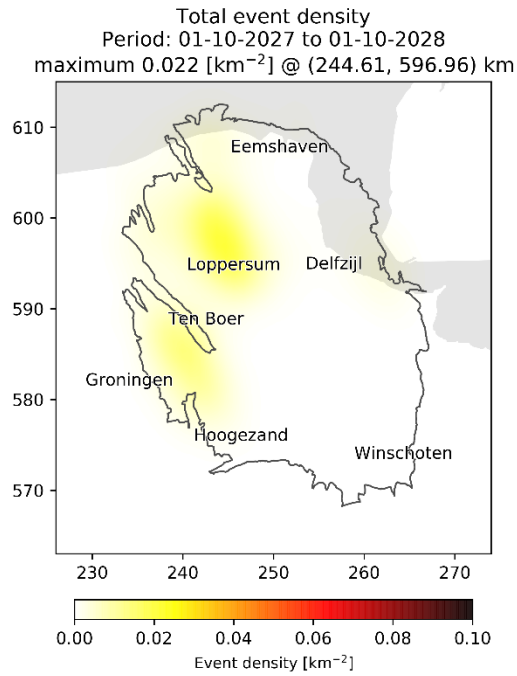 Total event density
Period: 01-10-2027 to 01-10-2028
maximum 0.022 [km⁻²] @ (244.61, 596.96) km
610
600
590
580
570
Eemshaven
Loppersum
Delfzijl
Ten Boer
Groningen
Hoogezand
Winschoten
230 240 250 260 270
0.00 0.02 0.04 0.06 0.08 0.10
Event density [km⁻²]